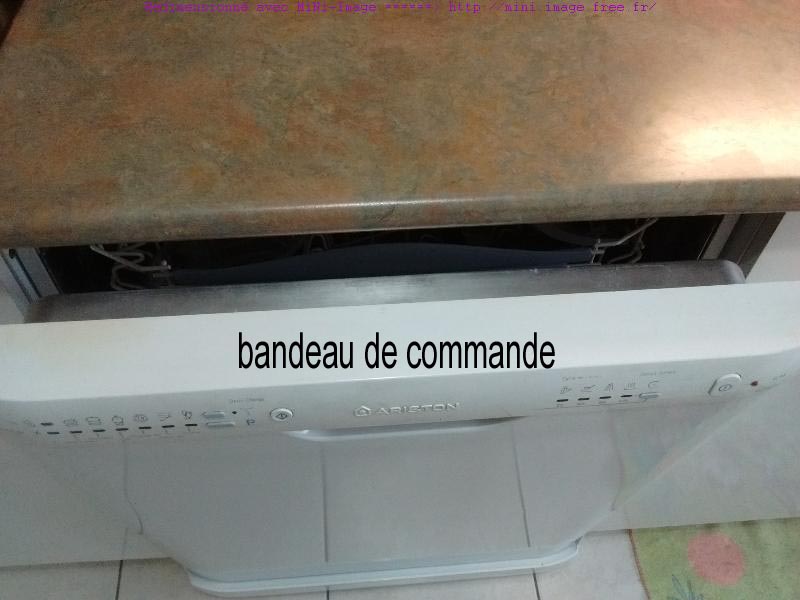 Redimensionné avec MiNi-Image ******> http://mini image free fr/
bandeau de commande
ARISTON
P